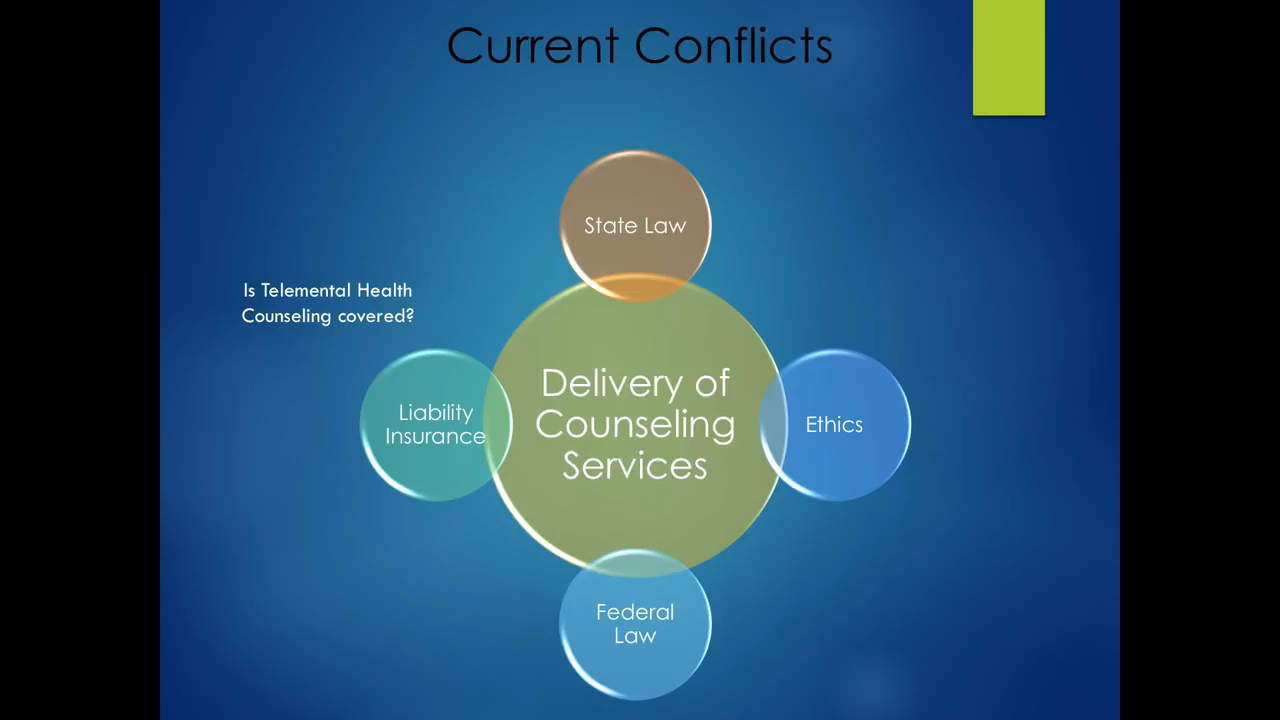 Current Conflicts
State Law
Is Telemental Health
Counseling covered?
Delivery of
Counseling
Services
Liability
Insurance
Ethics
Federal
Law